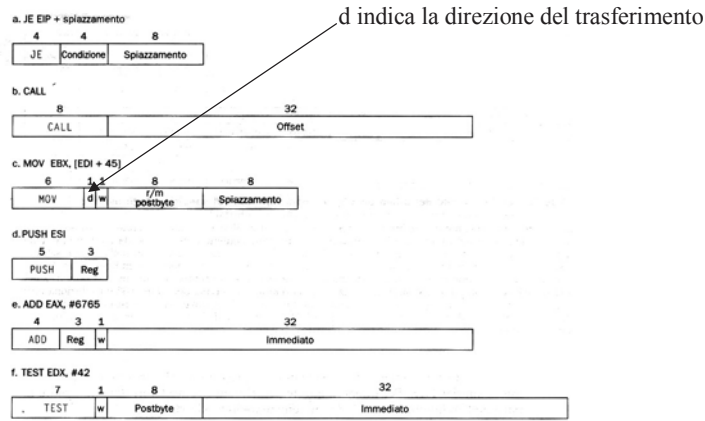 d indica la direzione del trasferimento
a. JE EIP + spiazzamento
4 4 8
JE Condizione Spiazzamento
b. CALL
8 32
CALL Offset
c. MOV EBX, [EDI + 45]
6 1 1 8 8
MOV d w r/m postbyte Spiazzamento
d. PUSH ESI
5 3
PUSH Reg
e. ADD EAX, #6765
4 3 1 32
ADD Reg w Immediato
f. TEST EDX, #42
7 1 8 32
TEST w Postbyte Immediato